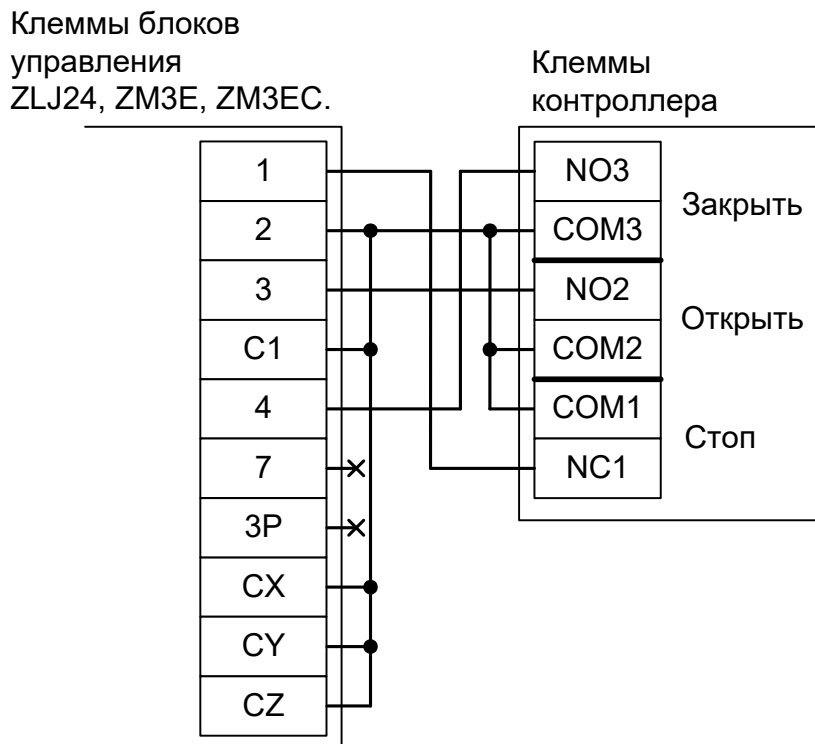 Клеммы блоков
управления
ZLJ24, ZM3E, ZM3EC.
Клеммы
контроллера
1
2
3
C1
4
7
3P
CX
CY
CZ
NO3
COM3
NO2
COM2
COM1
NC1
Закрыть
Открыть
Стоп